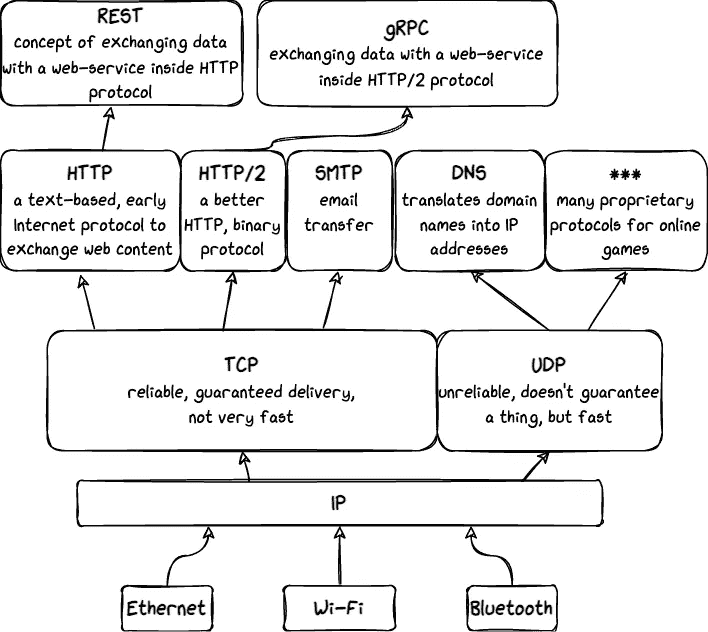 REST
concept of exchanging data
with a web-service inside HTTP
protocol
gRPC
exchanging data with a web-service
inside HTTP/2 protocol
HTTP
a text-based, early
Internet protocol to
exchange web content
HTTP/2
a better
HTTP, binary
protocol
SMTP
email
transfer
DNS
translates domain
names into IP
addresses
***
many proprietary
protocols for online
games
TCP
reliable, guaranteed delivery,
not very fast
UDP
unreliable, doesn't guarantee
a thing, but fast
IP
Ethernet
Wi-Fi
Bluetooth